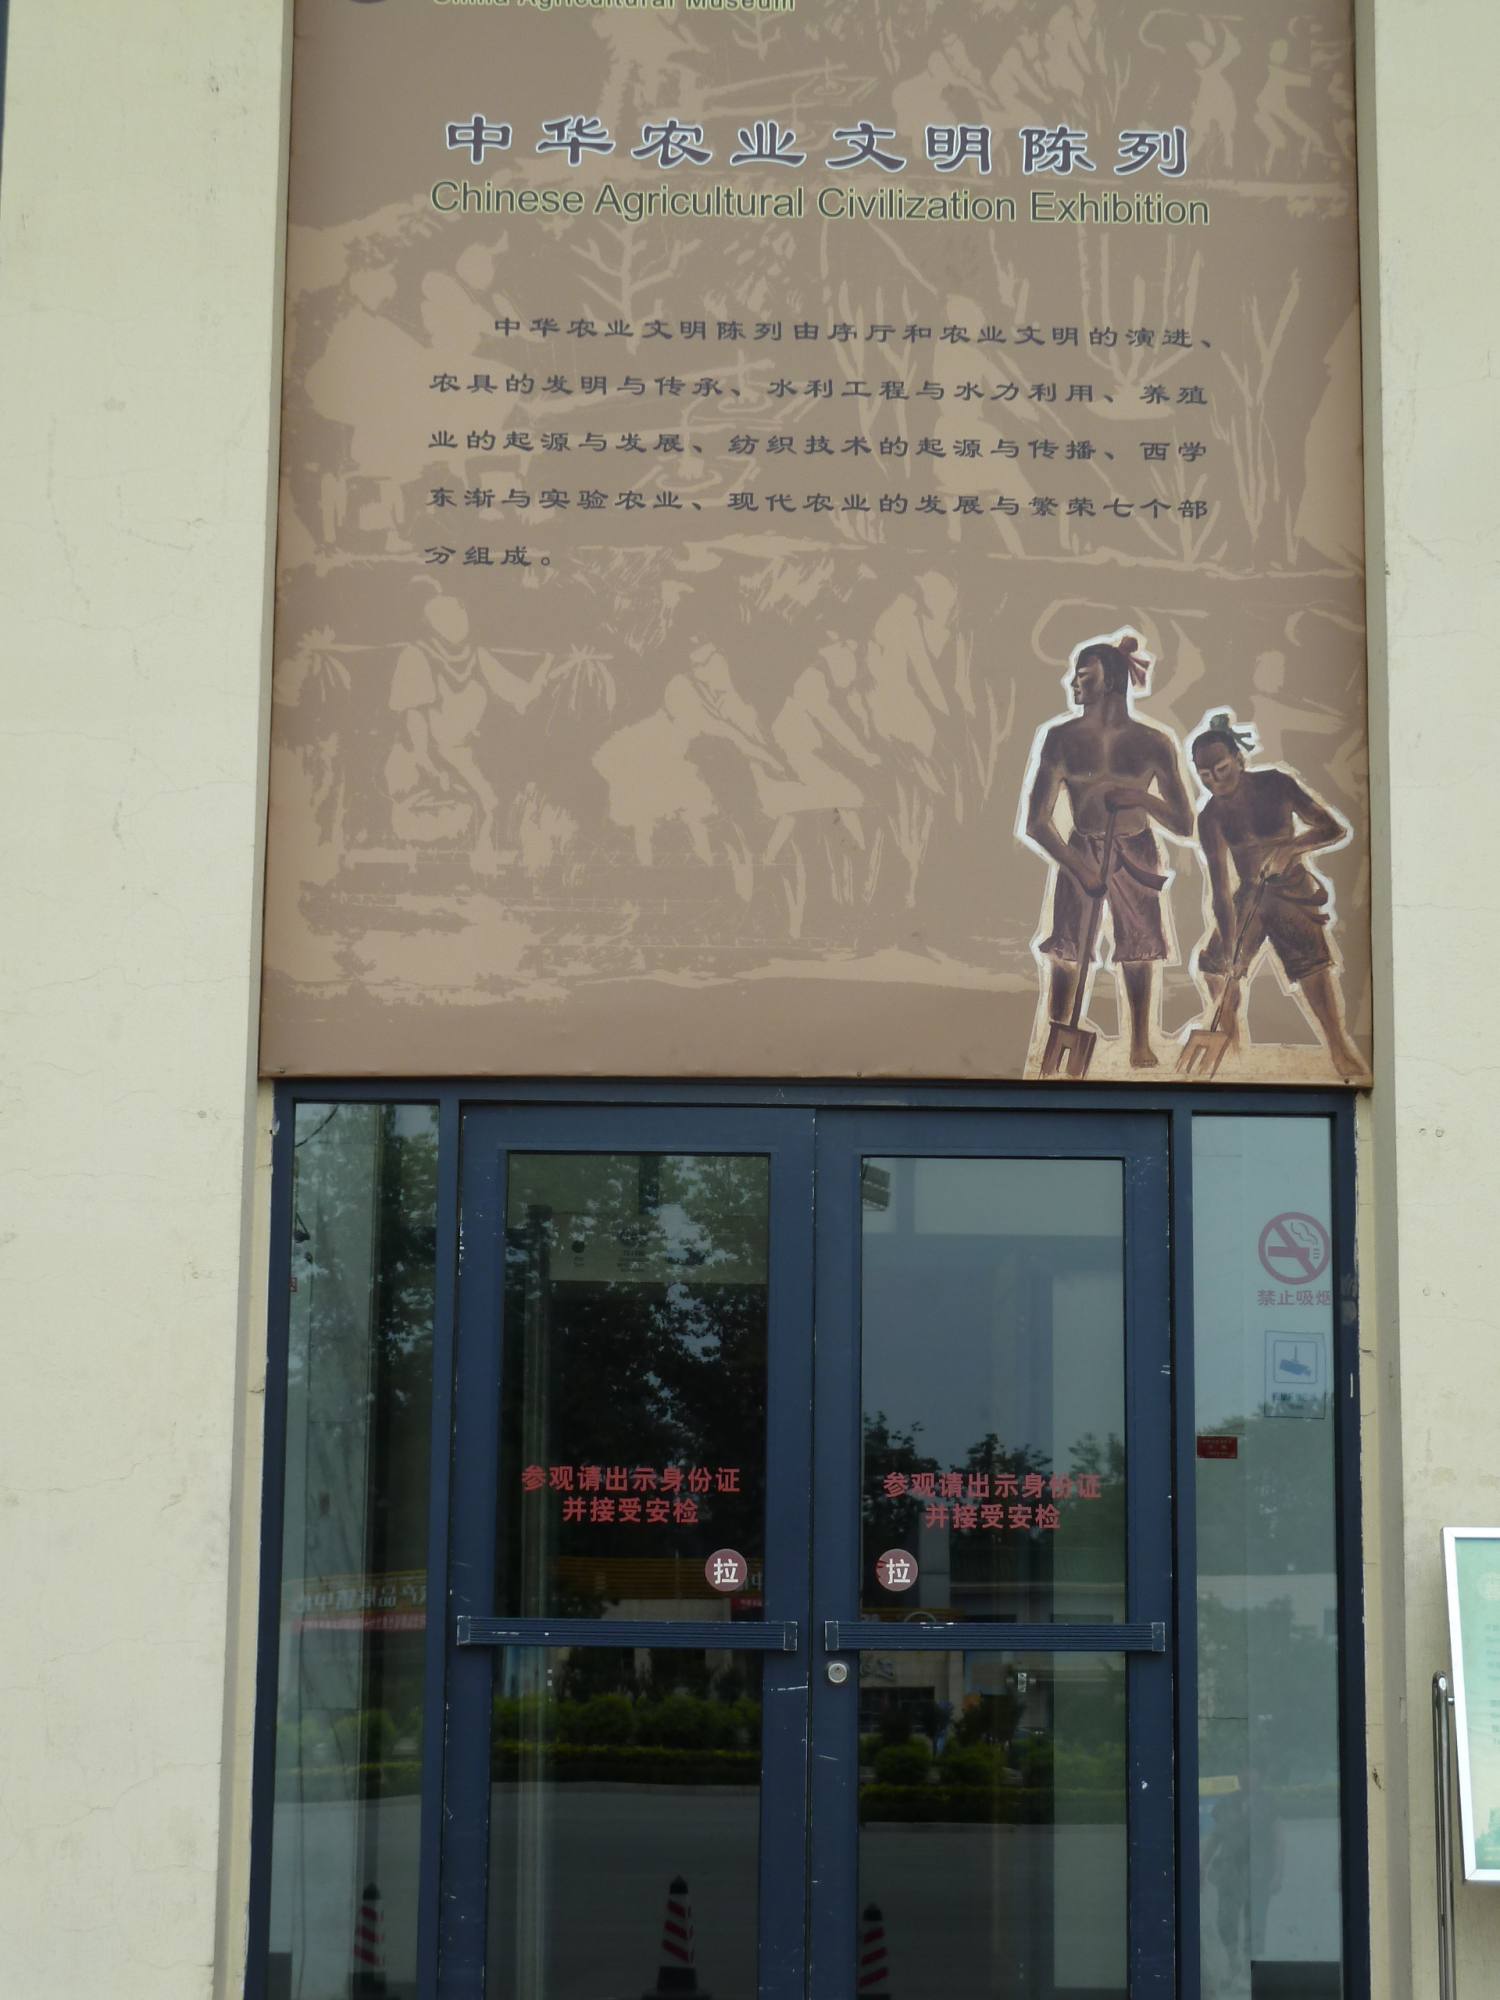 China Agricultural Museum
中华农业文明陈列
Chinese Agricultural Civilization Exhibition
中华农业文明陈列由序厅和农业文明的演进、
农具的发明与传承、水利工程与水力利用、养殖
业的起源与发展、纺织技术的起源与传播、西学
东渐与实验农业、现代农业的发展与繁荣七个部
分组成。
禁止吸烟
参观请出示身份证
并接受安检
拉
参观请出示身份证
并接受安检
拉